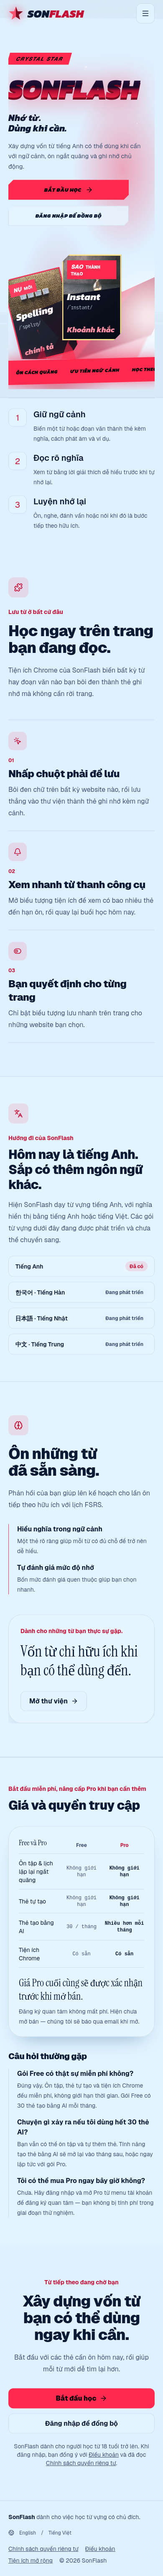 SONFLASH
CRYSTAL STAR
SONFLASH
Nhớ từ.
Dùng khi cần.
Xây dựng vốn từ tiếng Anh có thể dùng khi cần
với ngữ cảnh, ôn ngắt quãng và ghi nhớ chủ
động.
BẮT ĐẦU HỌC
ĐĂNG NHẬP ĐỂ ĐỒNG BỘ
NỤ MỚI
Spelling
chính tả
SAO THÀNH THẠO
Instant
/ˈɪnstənt/
Khoảnh khắc
ÔN CÁCH QUÃNG
ƯU TIÊN NGỮ CẢNH
1
Giữ ngữ cảnh
Biến một từ hoặc đoạn văn thành thẻ kèm
nghĩa, cách phát âm và ví dụ.
2
Đọc rõ nghĩa
Xem từ bằng lời giải thích dễ hiểu trước khi tự
nhớ lại.
3
Luyện nhớ lại
Ôn, nghe, đánh vần hoặc nói khi đó là bước
tiếp theo hữu ích.
Lưu từ ở bất cứ đâu
Học ngay trên trang
bạn đang đọc.
Tiện ích Chrome của SonFlash biến bất kỳ từ
hay đoạn văn nào bạn bôi đen thành thẻ ghi
nhớ mà không cần rời trang.
01
Nhấp chuột phải để lưu
Bôi đen chữ trên bất kỳ website nào, rồi lưu
thẳng vào thư viện thành thẻ ghi nhớ kèm ngữ
cảnh.
02
Xem nhanh từ thanh công cụ
Mở biểu tượng tiện ích để xem có bao nhiêu thẻ
đến hạn ôn, rồi quay lại buổi học hôm nay.
03
Bạn quyết định cho từng
trang
Chỉ bật biểu tượng lưu nhanh trên trang cho
những website bạn chọn.
Hướng đi của SonFlash
Hôm nay là tiếng Anh.
Sắp có thêm ngôn ngữ
khác.
Hiện SonFlash dạy từ vựng tiếng Anh, với nghĩa
hiển thị bằng tiếng Anh hoặc tiếng Việt. Các gói
từ vựng dưới đây đang được phát triển và chưa
thể chuyển sang.
Tiếng Anh
Đã có
한국어 · Tiếng Hàn
Đang phát triển
日本語 · Tiếng Nhật
Đang phát triển
中文 · Tiếng Trung
Đang phát triển
Ôn những từ
đã sẵn sàng.
Phản hồi của bạn giúp lên kế hoạch cho lần ôn
tiếp theo hữu ích với lịch FSRS.
Hiểu nghĩa trong ngữ cảnh
Một thẻ rõ ràng giúp mỗi từ có đủ chỗ để trở nên
dễ hiểu.
Tự đánh giá mức độ nhớ
Bốn mức đánh giá quen thuộc giúp bạn chọn
nhanh.
Dành cho những từ bạn thực sự gặp.
Vốn từ chỉ hữu ích khi
bạn có thể dùng đến.
Mở thư viện
Bắt đầu miễn phí, nâng cấp Pro khi bạn cần thêm
Giá và quyền truy cập
Free và Pro
Free
Pro
Ôn tập & lịch lặp lại ngắt quãng
Không giới hạn
Không giới hạn
Thẻ tự tạo
Không giới hạn
Không giới hạn
Thẻ tạo bằng AI
30 / tháng
Nhiều hơn mỗi tháng
Tiện ích Chrome
Có sẵn
Có sẵn
Giá Pro cuối cùng sẽ được xác nhận
trước khi mở bán.
Đăng ký quan tâm không mất phí. Hiện chưa
mở bán — chúng tôi sẽ báo qua email khi mở.
Câu hỏi thường gặp
Gói Free có thật sự miễn phí không?
Đúng vậy. Ôn tập, thẻ tự tạo và tiện ích Chrome
đều miễn phí, không giới hạn thời gian. Gói Free có
30 thẻ tạo bằng AI mỗi tháng.
Chuyện gì xảy ra nếu tôi dùng hết 30 thẻ
AI?
Bạn vẫn có thể ôn tập và tự thêm thẻ. Tính năng
tạo thẻ bằng AI sẽ mở lại vào tháng sau, hoặc ngay
lập tức với gói Pro.
Tôi có thể mua Pro ngay bây giờ không?
Chưa. Hãy đăng nhập và mở Pro từ menu tài khoản
để đăng ký quan tâm — bạn không bị tính phí trong
giai đoạn thử nghiệm.
Từ tiếp theo đang chờ bạn
Xây dựng vốn từ
bạn có thể dùng
ngay khi cần.
Bắt đầu với các thẻ cần ôn hôm nay, rồi giúp
mỗi từ mới dễ tìm lại hơn.
Bắt đầu học
Đăng nhập để đồng bộ
SonFlash dành cho người học từ 18 tuổi trở lên. Khi
đăng nhập, bạn đồng ý với Điều khoản và đã đọc
Chính sách quyền riêng tư.
SonFlash dành cho việc học từ vựng có chủ đích.
English / Tiếng Việt
Chính sách quyền riêng tư Điều khoản
Tiện ích mở rộng © 2026 SonFlash